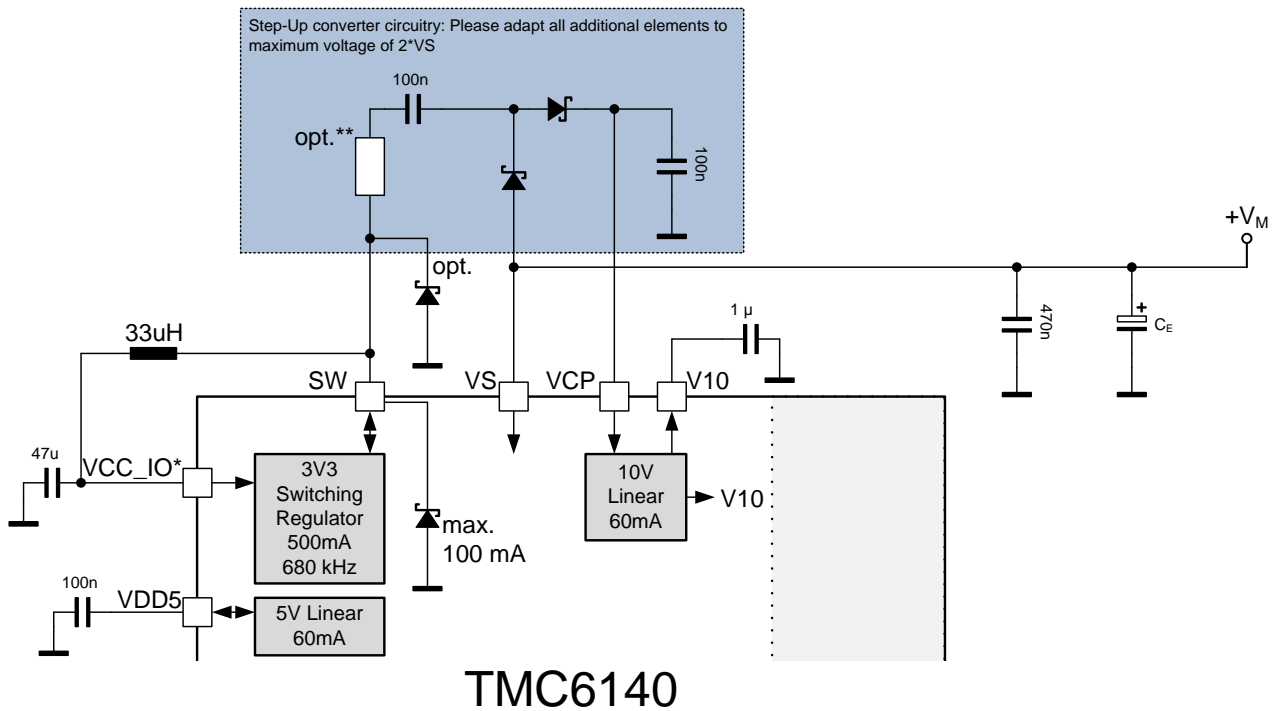 Step-Up converter circuitry: Please adapt all additional elements to
maximum voltage of 2*VS
100n
opt.**
100n
opt.
+VM
33uH
1 µ
470n
+
CE
SW
VS
VCP
V10
47u
VCC_IO*
3V3
Switching
Regulator
500mA
680 kHz
max.
100 mA
10V
Linear
60mA
V10
100n
VDD5
5V Linear
60mA
TMC6140